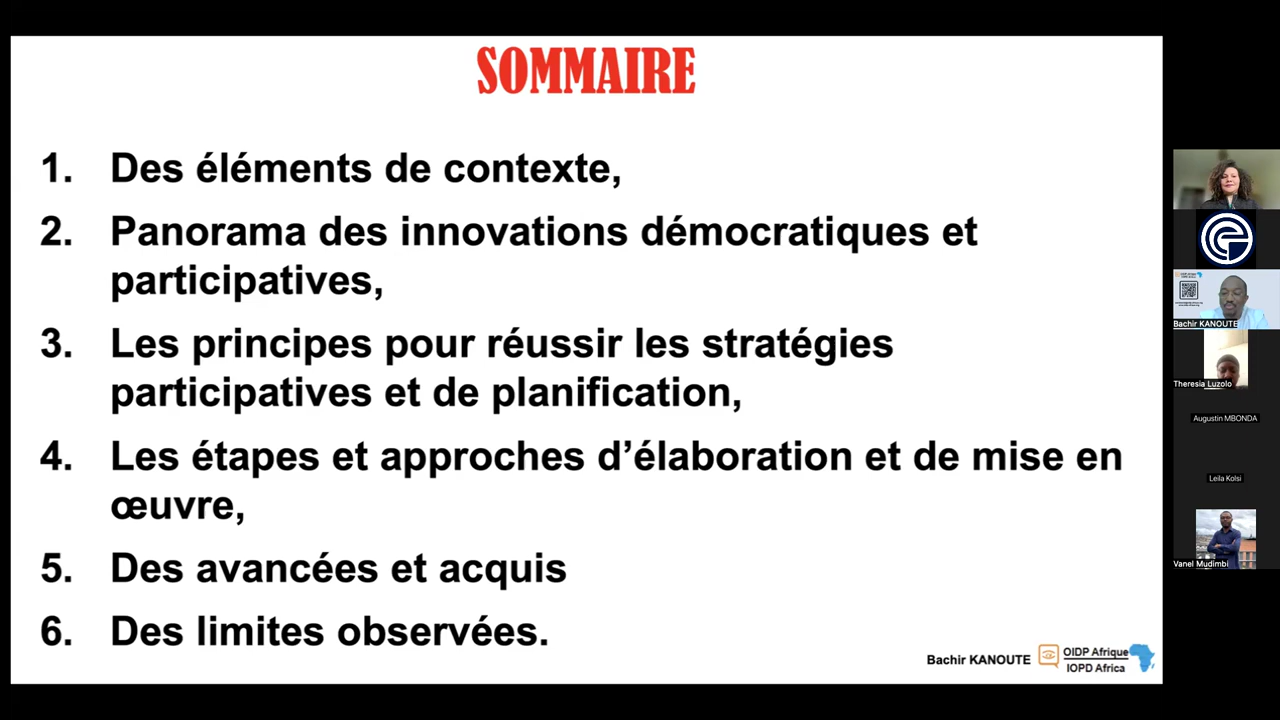 SOMMAIRE
1. Des éléments de contexte,
2. Panorama des innovations démocratiques et
participatives,
3. Les principes pour réussir les stratégies
participatives et de planification,
4. Les étapes et approches d’élaboration et de mise en
œuvre,
5. Des avancées et acquis
6. Des limites observées.
Bachir KANOUTE
OIDP Afrique
IOPD Africa
Bachir KANOUTE
Theresia Luzolo
Augustin MBONDA
Leila Kolsi
Vanel Mudimbi